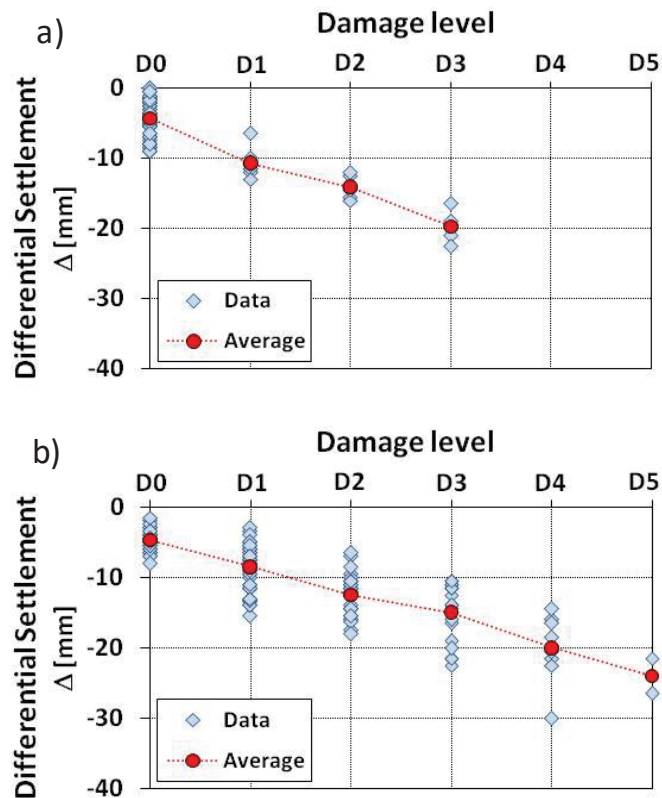 a)
Damage level
D0 D1 D2 D3 D4 D5
0
-10
-20
-30
-40
Differential Settlement
Δ [mm]
Data
Average
b)
Damage level
D0 D1 D2 D3 D4 D5
0
-10
-20
-30
-40
Differential Settlement
Δ [mm]
Data
Average